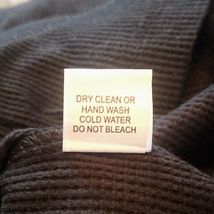 DRY CLEAN OR
HAND WASH
COLD WATER
DO NOT BLEACH